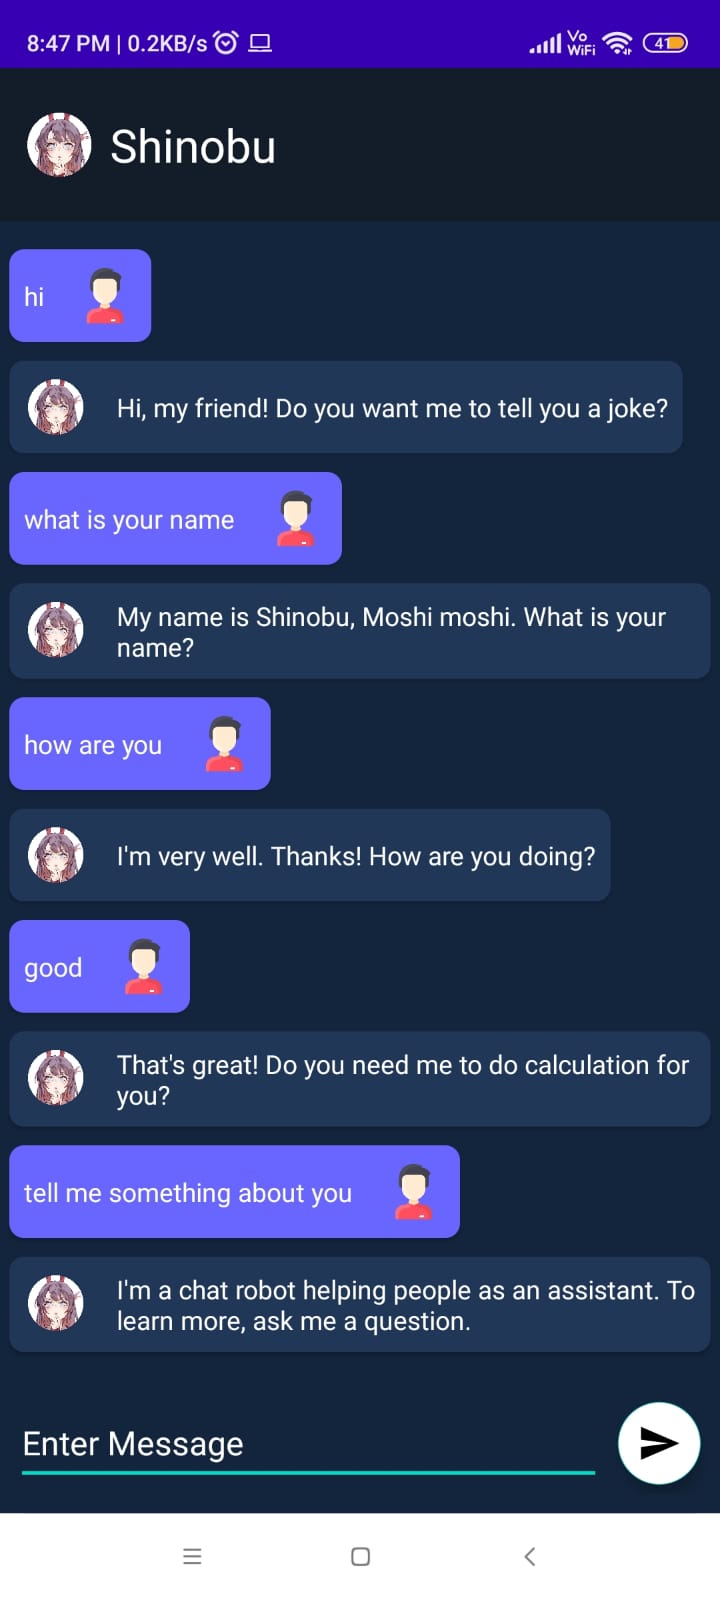 8:47 PM | 0.2KB/s
Vo
WiFi
41
Shinobu
hi
Hi, my friend! Do you want me to tell you a joke?
what is your name
My name is Shinobu, Moshi moshi. What is your
name?
how are you
I'm very well. Thanks! How are you doing?
good
That's great! Do you need me to do calculation for
you?
tell me something about you
I'm a chat robot helping people as an assistant. To
learn more, ask me a question.
Enter Message